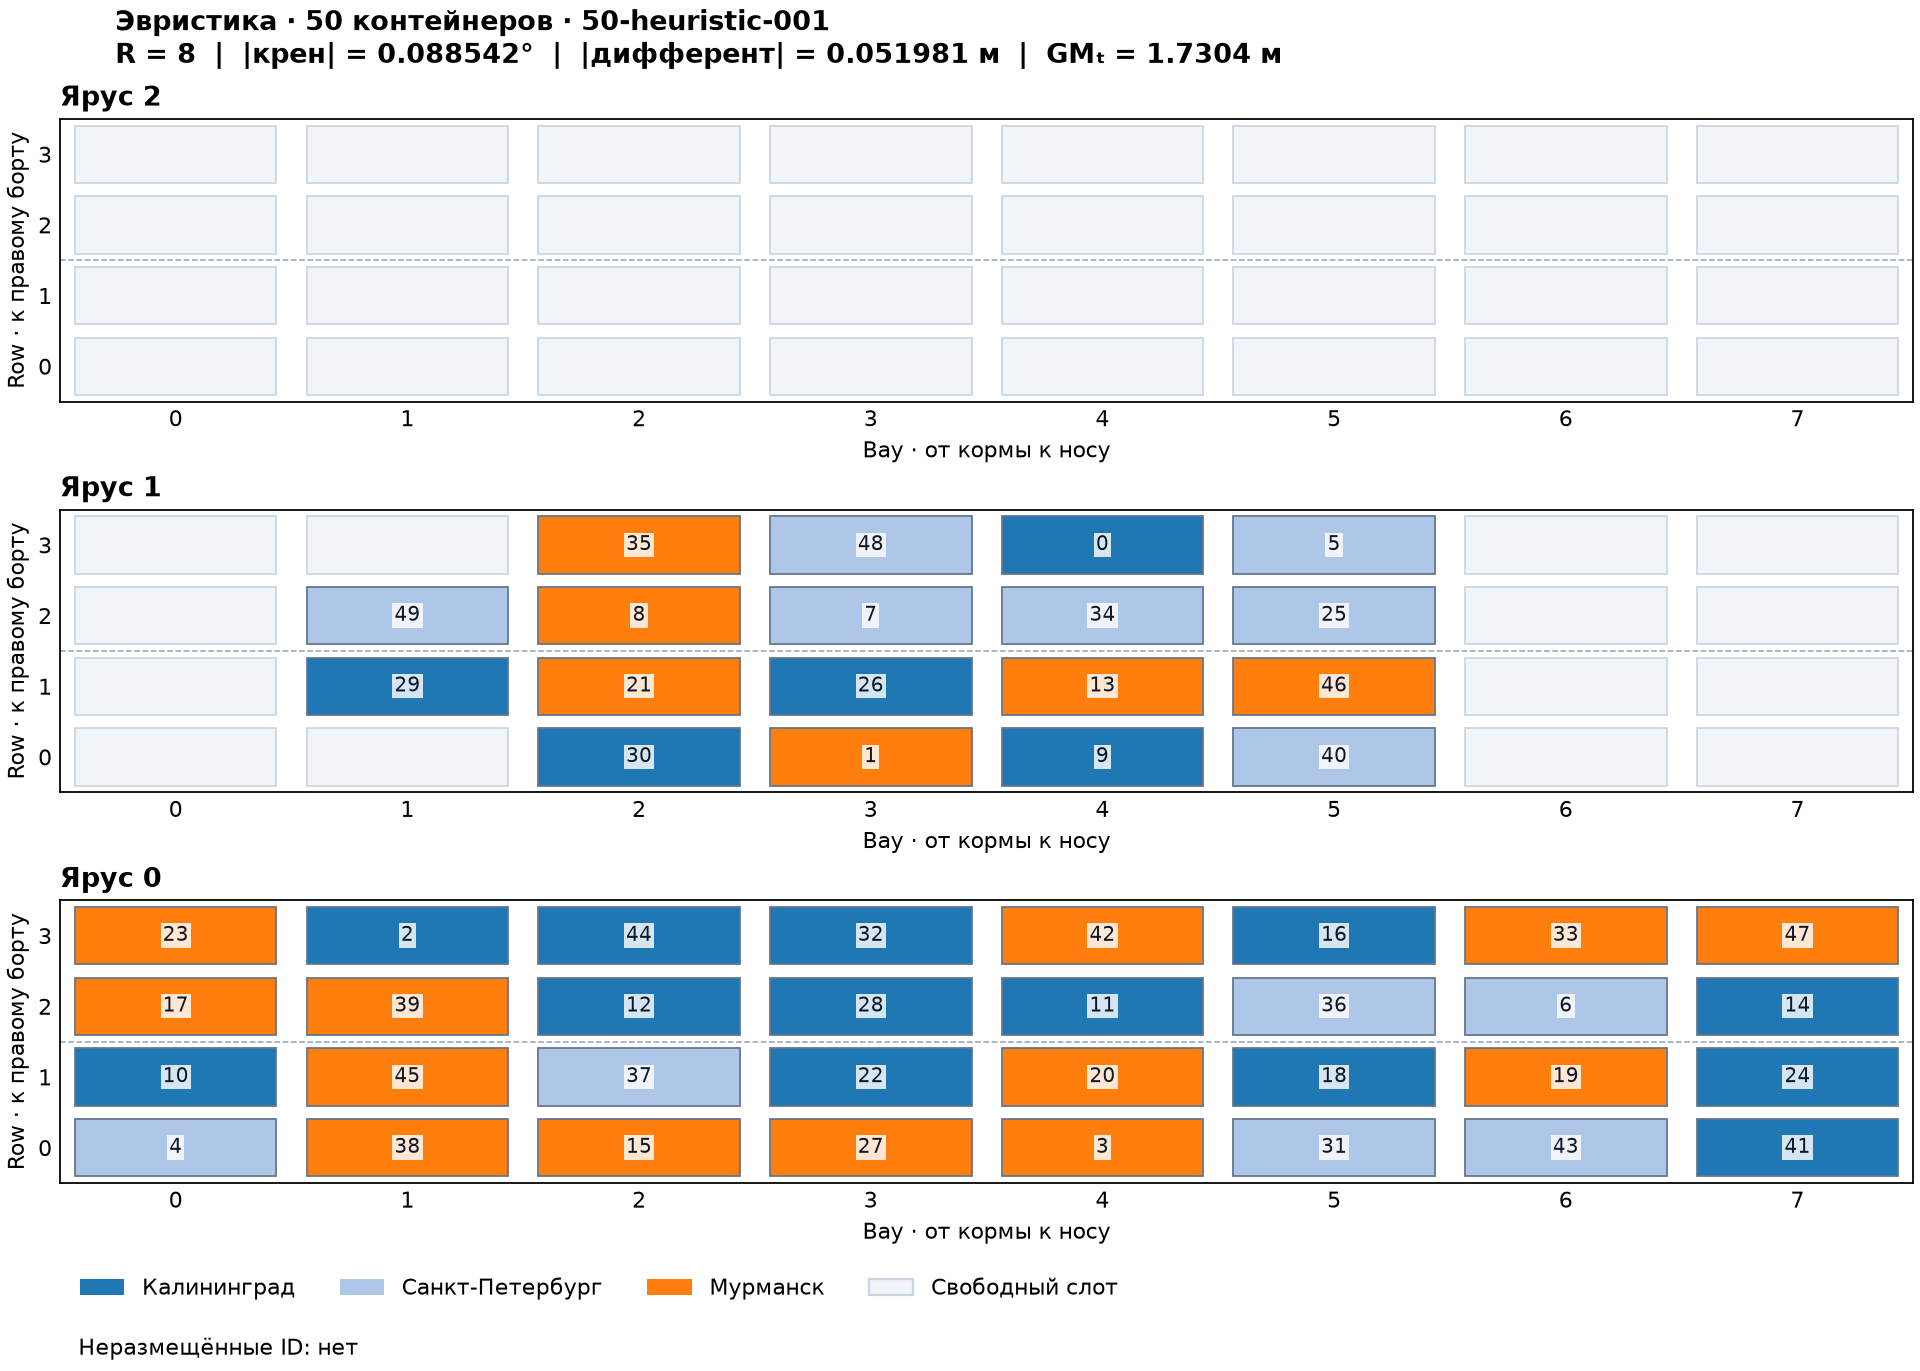 Эвристика · 50 контейнеров · 50-heuristic-001
R = 8 | |крен| = 0.088542° | |дифферент| = 0.051981 м | GMₜ = 1.7304 м
Ярус 2
Row · к правому борту
3
2
1
0
0 1 2 3 4 5 6 7
Bay · от кормы к носу
Ярус 1
Row · к правому борту
3 35 48 0 5
2 49 8 7 34 25
1 29 21 26 13 46
0 30 1 9 40
0 1 2 3 4 5 6 7
Bay · от кормы к носу
Ярус 0
Row · к правому борту
3 23 2 44 32 42 16 33 47
2 17 39 12 28 11 36 6 14
1 10 45 37 22 20 18 19 24
0 4 38 15 27 3 31 43 41
0 1 2 3 4 5 6 7
Bay · от кормы к носу
Калининград Санкт-Петербург Мурманск Свободный слот
Неразмещённые ID: нет